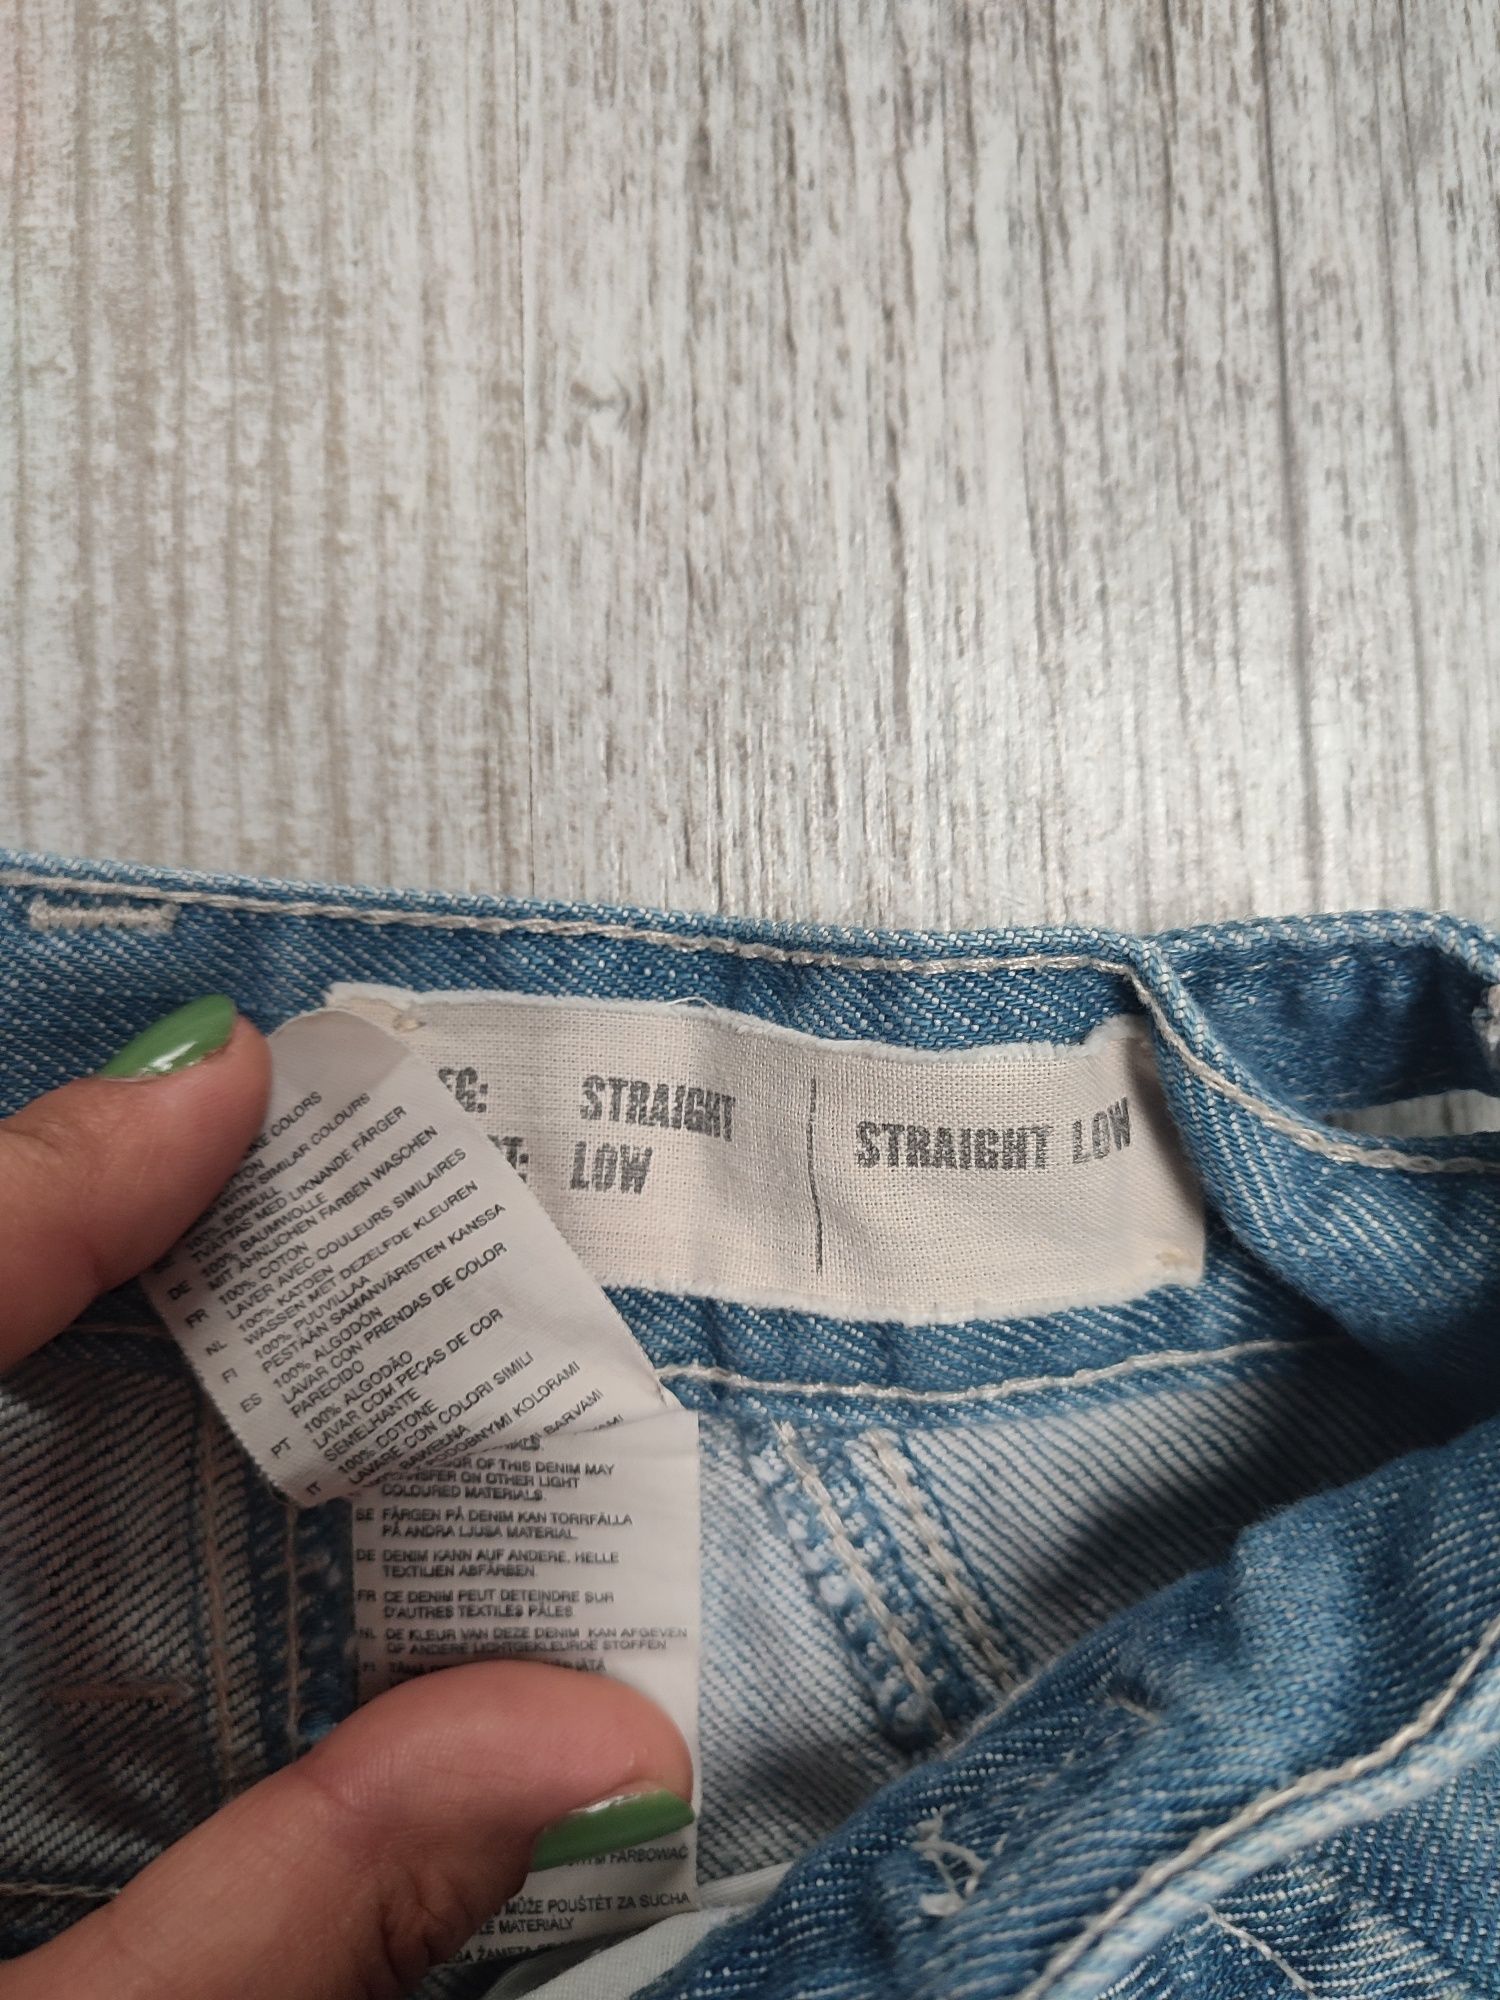 STRAIGHT
LOW
STRAIGHT LOW
COLORS
WITH SIMILAR COLOURS
100% BOMULL
TVÄTTAS MED LIKNANDE FÄRGER
DE 100% BAUMWOLLE
MIT ÄHNLICHEN FARBEN WASCHEN
FR 100% COTON
LAVER AVEC COULEURS SIMILAIRES
NL 100% KATOEN
WASSEN MET DEZELFDE KLEUREN
FI 100% PUUVILLAA
PESTÄÄN SAMANVÄRISTEN KANSSA
ES 100% ALGODÓN
LAVAR CON PRENDAS DE COLOR
PARECIDO
PT 100% ALGODÃO
LAVAR COM PEÇAS DE COR
SEMELHANTE
IT 100% COTONE
LAVARE CON COLORI SIMILI
KOLORAMI
BARVAMI
OF THIS DENIM MAY
ON OTHER LIGHT
COLOURED MATERIALS.
SE FÄRGEN PÅ DENIM KAN TORRFÄLLA
PÅ ANDRA LJUSA MATERIAL
DE DENIM KANN AUF ANDERE, HELLE
TEXTILIEN ABFÄRBEN
FR CE DENIM PEUT DETEINDRE SUR
D'AUTRES TEXTILES PÂLES
NL DE KLEUR VAN DEZE DENIM KAN AFGEVEN
OP ANDERE LICHTGEKLEURDE STOFFEN
FARBOWAĆ
MŮŽE POUŠTĚT ZA SUCHA
MATERIALY